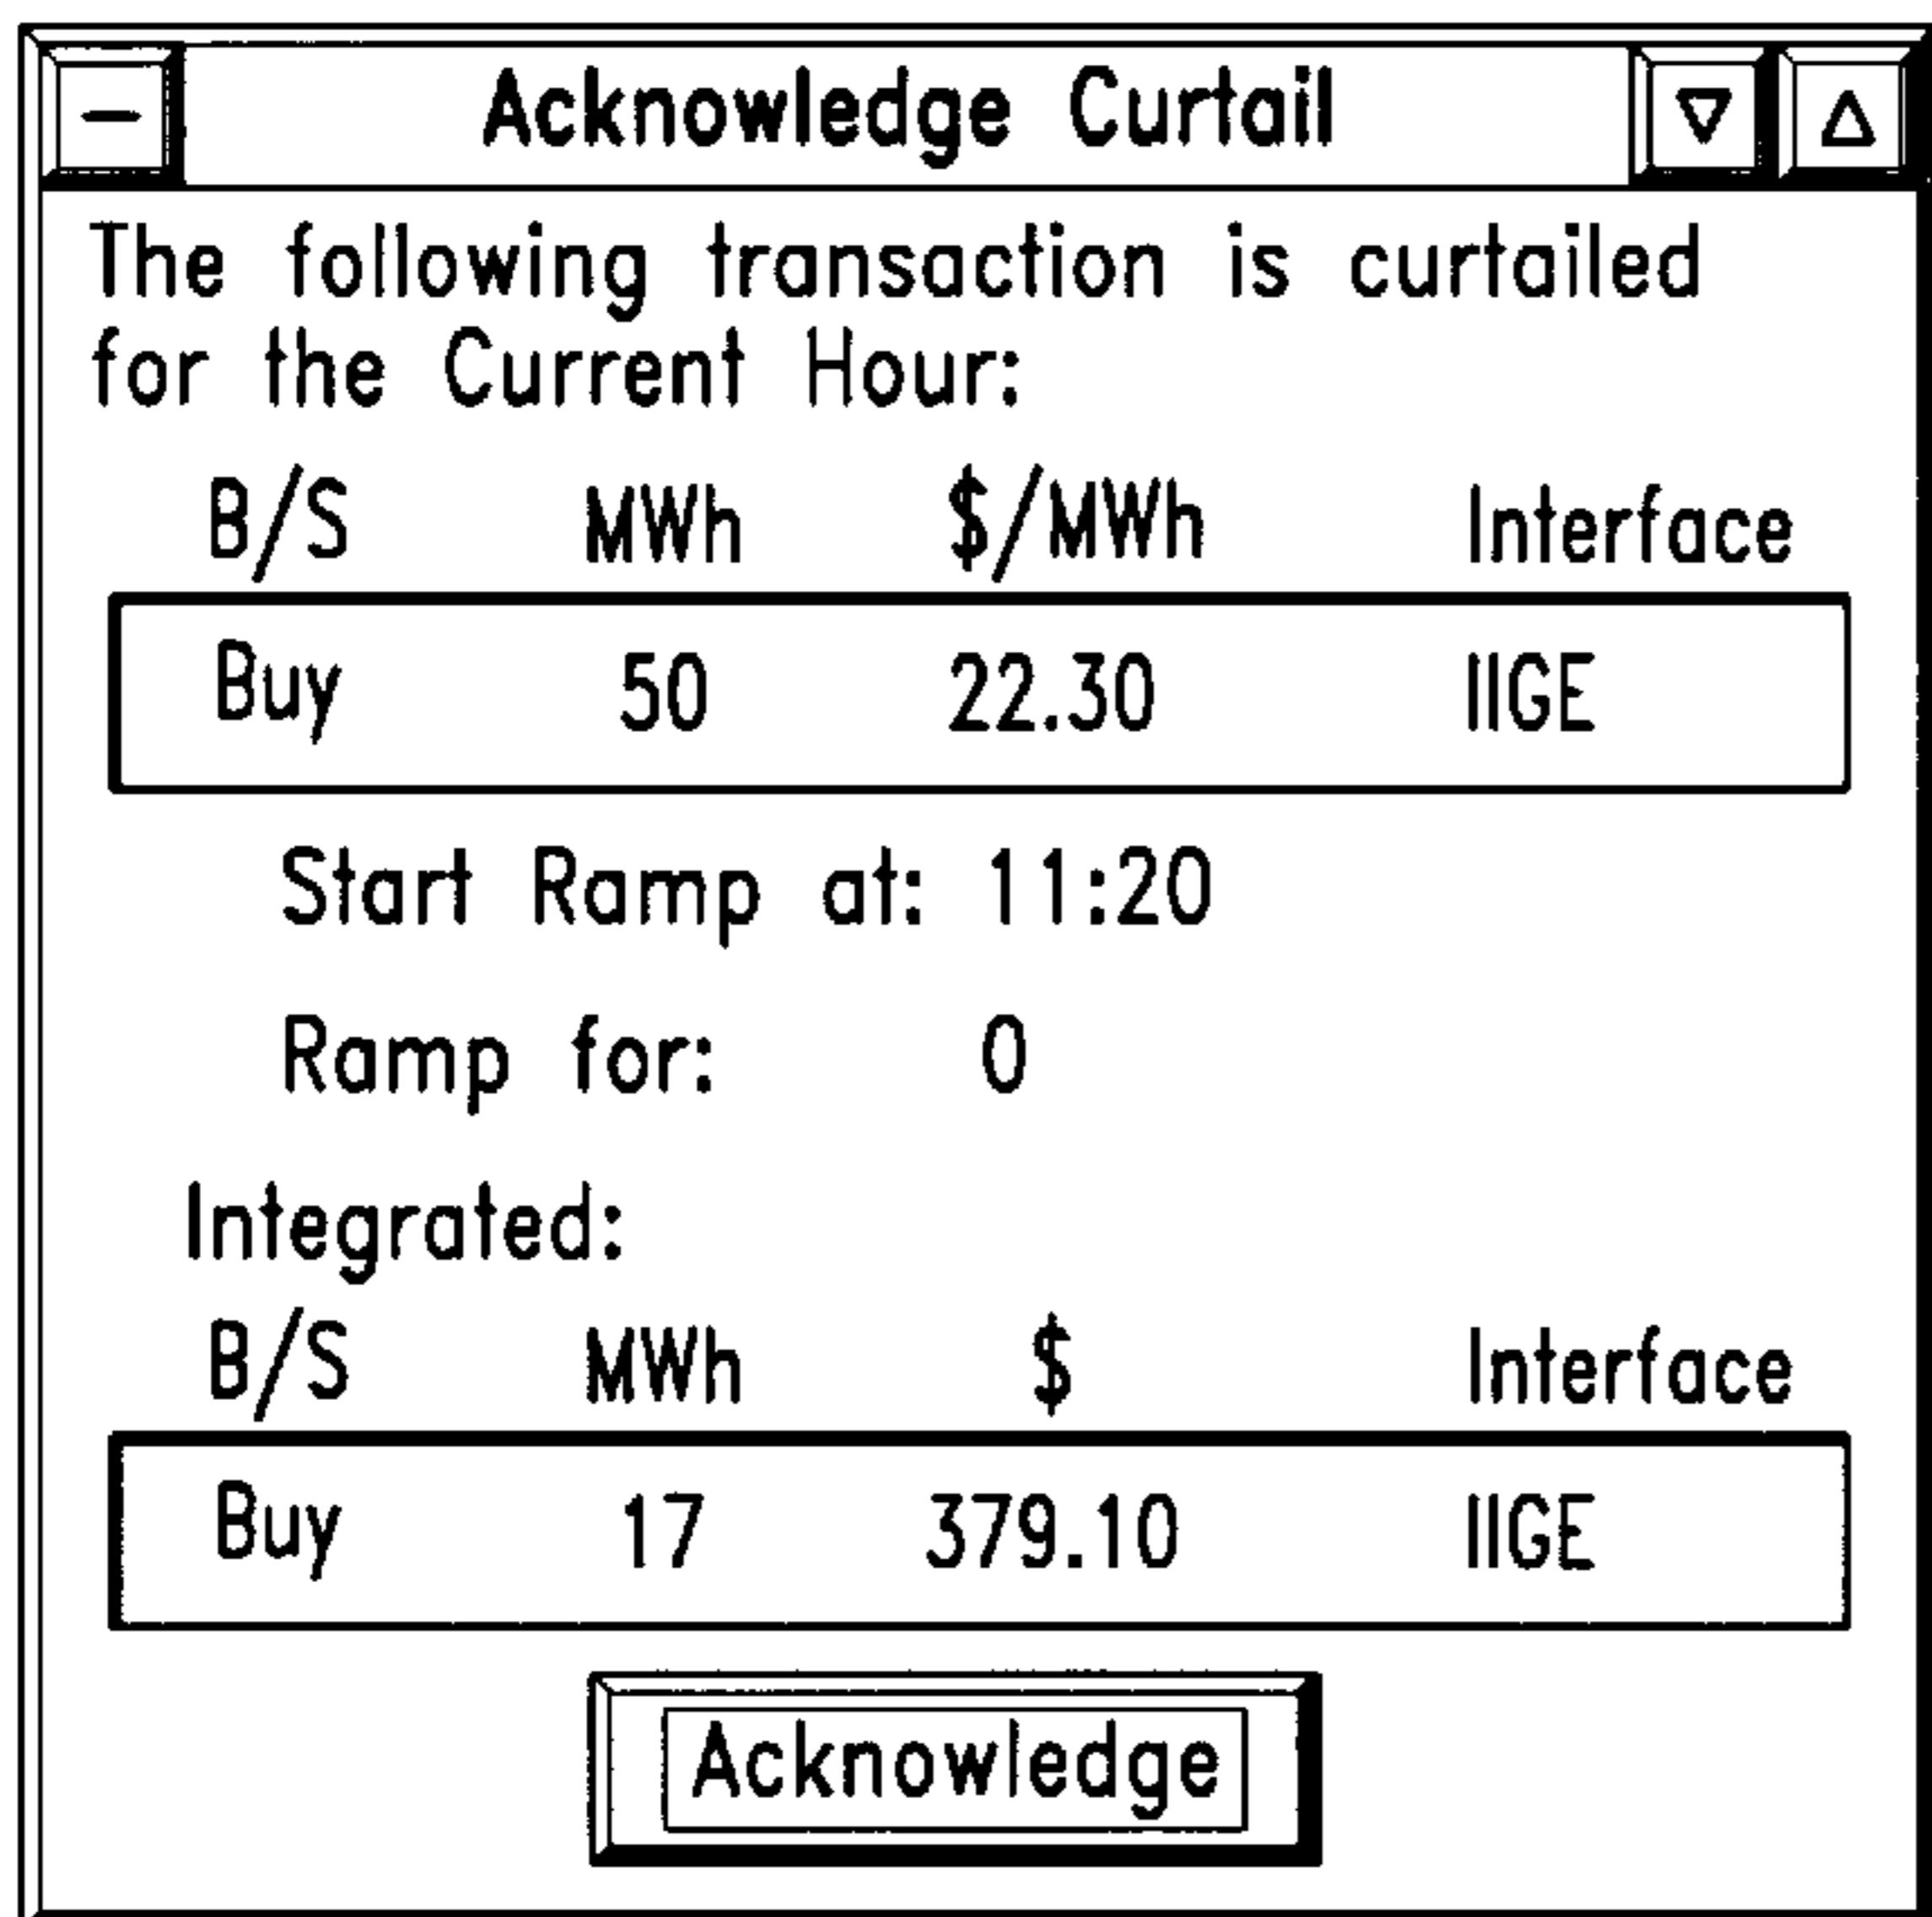 Acknowledge Curtail
The following transaction is curtailed
for the Current Hour:
B/S MWh $/MWh Interface
Buy 50 22.30 IIGE
Start Ramp at: 11:20
Ramp for: 0
Integrated:
B/S MWh $ Interface
Buy 17 379.10 IIGE
Acknowledge